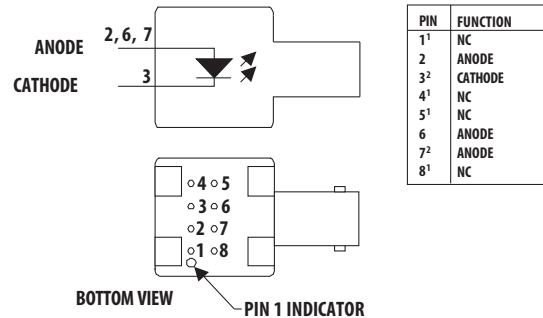 ANODE 2, 6, 7
CATHODE 3
4 5
3 6
2 7
1 8
BOTTOM VIEW
PIN 1 INDICATOR
PIN FUNCTION
1¹ NC
2 ANODE
3² CATHODE
4¹ NC
5¹ NC
6 ANODE
7² ANODE
8¹ NC